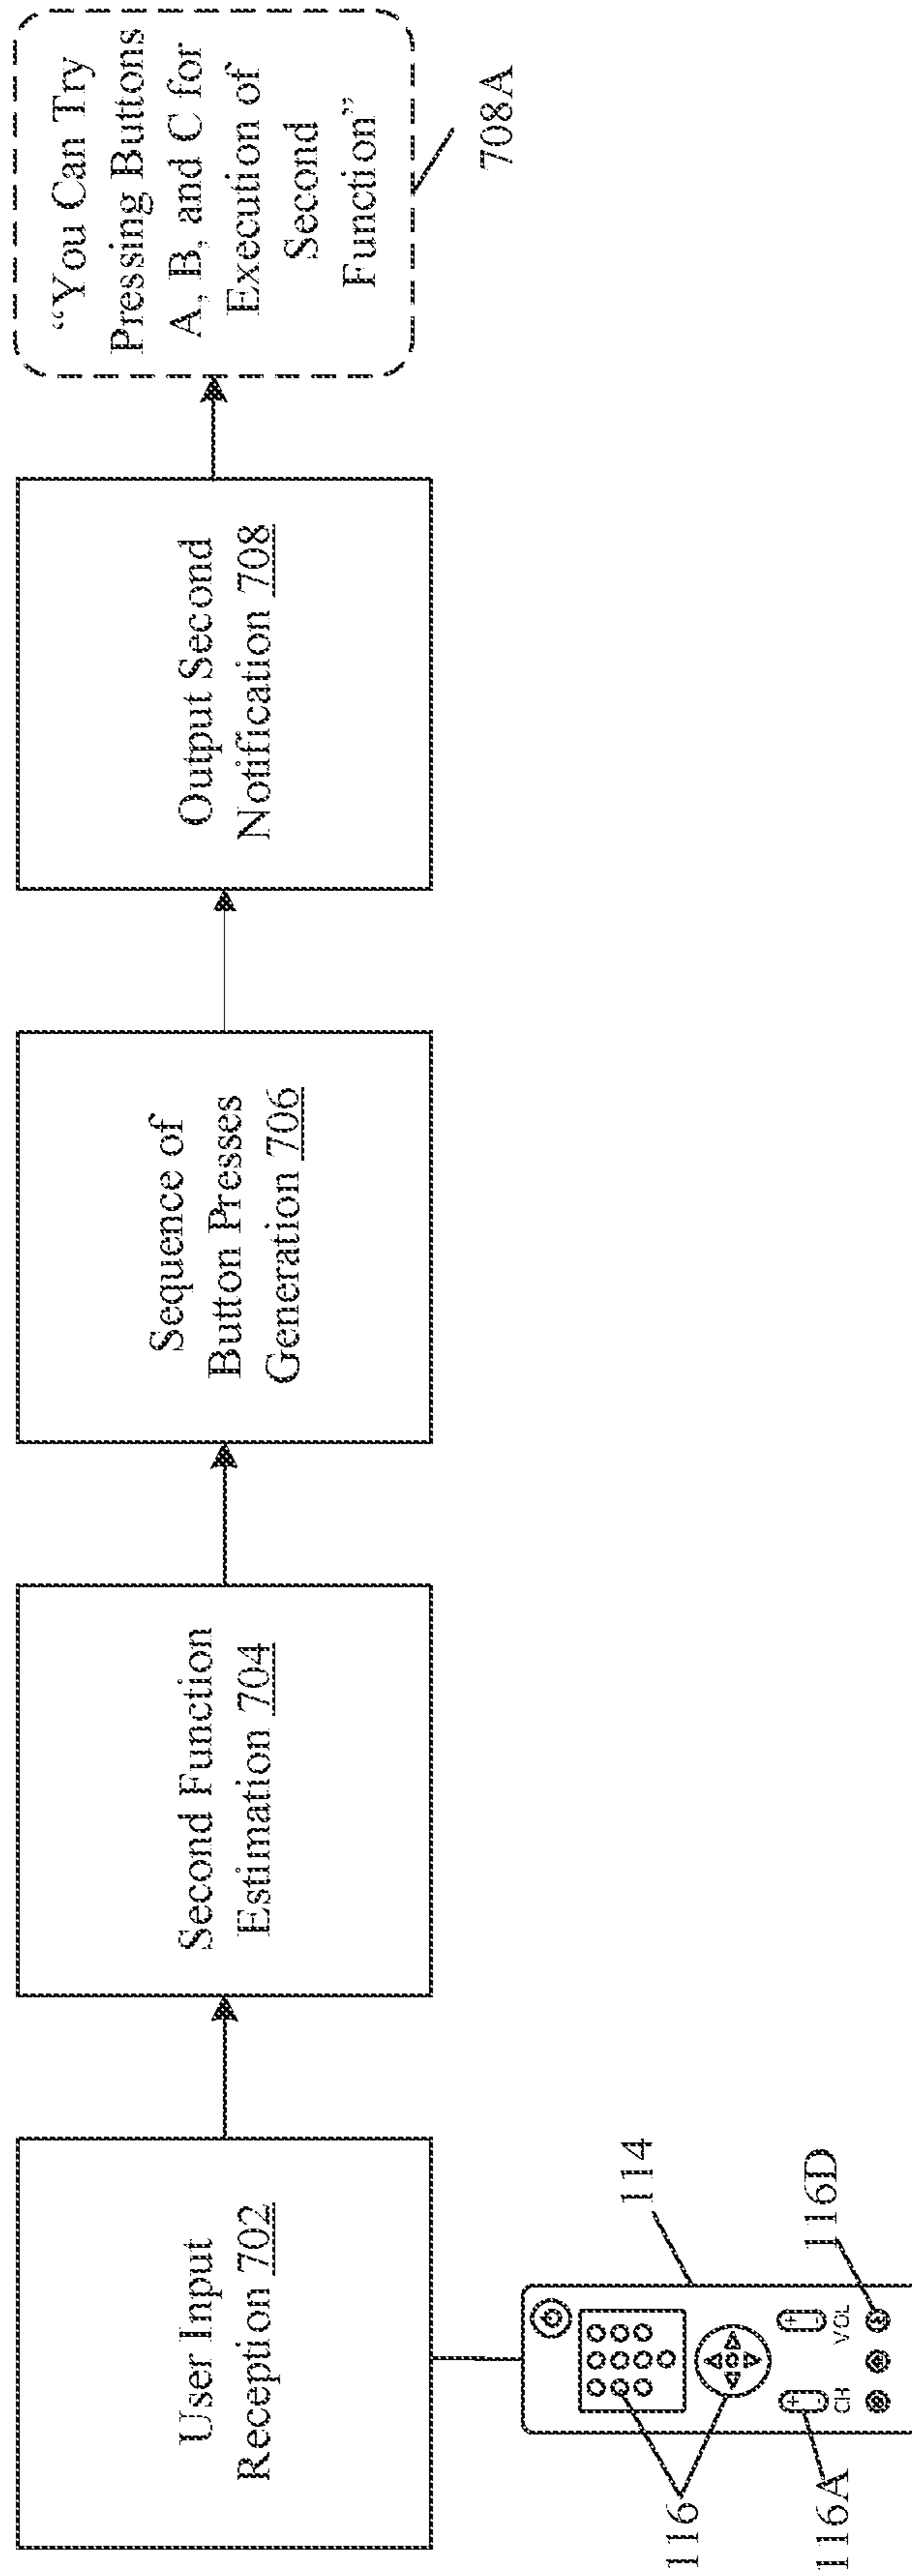 User Input
Reception 702
Second Function
Estimation 704
Sequence of
Button Presses
Generation 706
Output Second
Notification 708
“You Can Try
Pressing Buttons
A, B, and C for
Execution of
Second
Function”
708A
114
116
116A
116D
CH
VOL